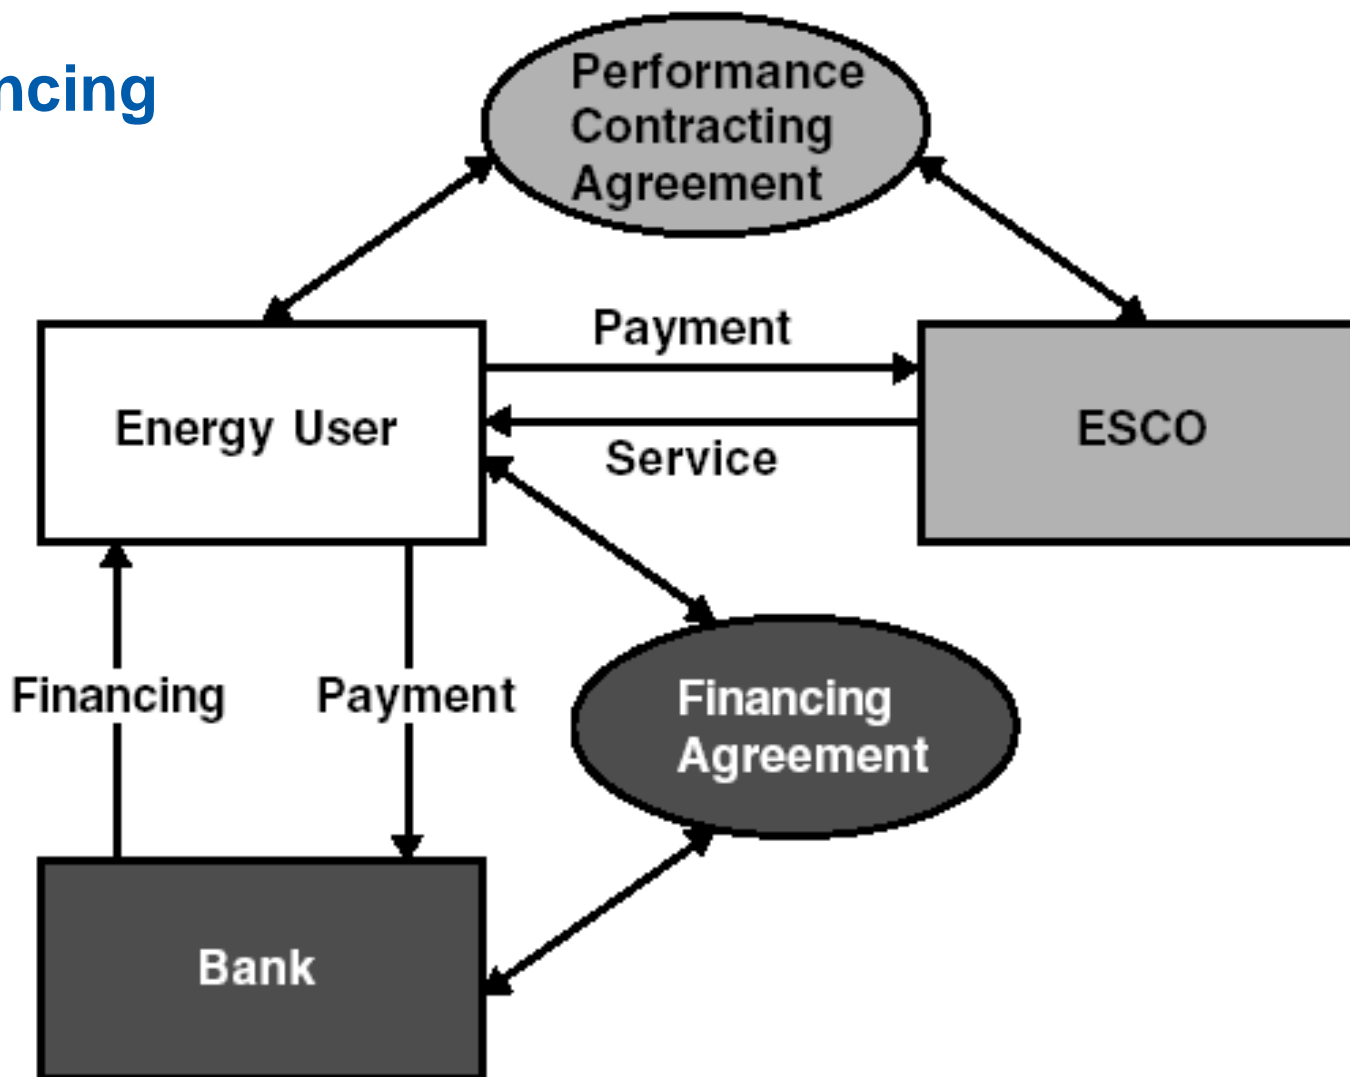 ncing
Performance
Contracting
Agreement
Payment
Energy User
ESCO
Service
Financing
Payment
Financing
Agreement
Bank